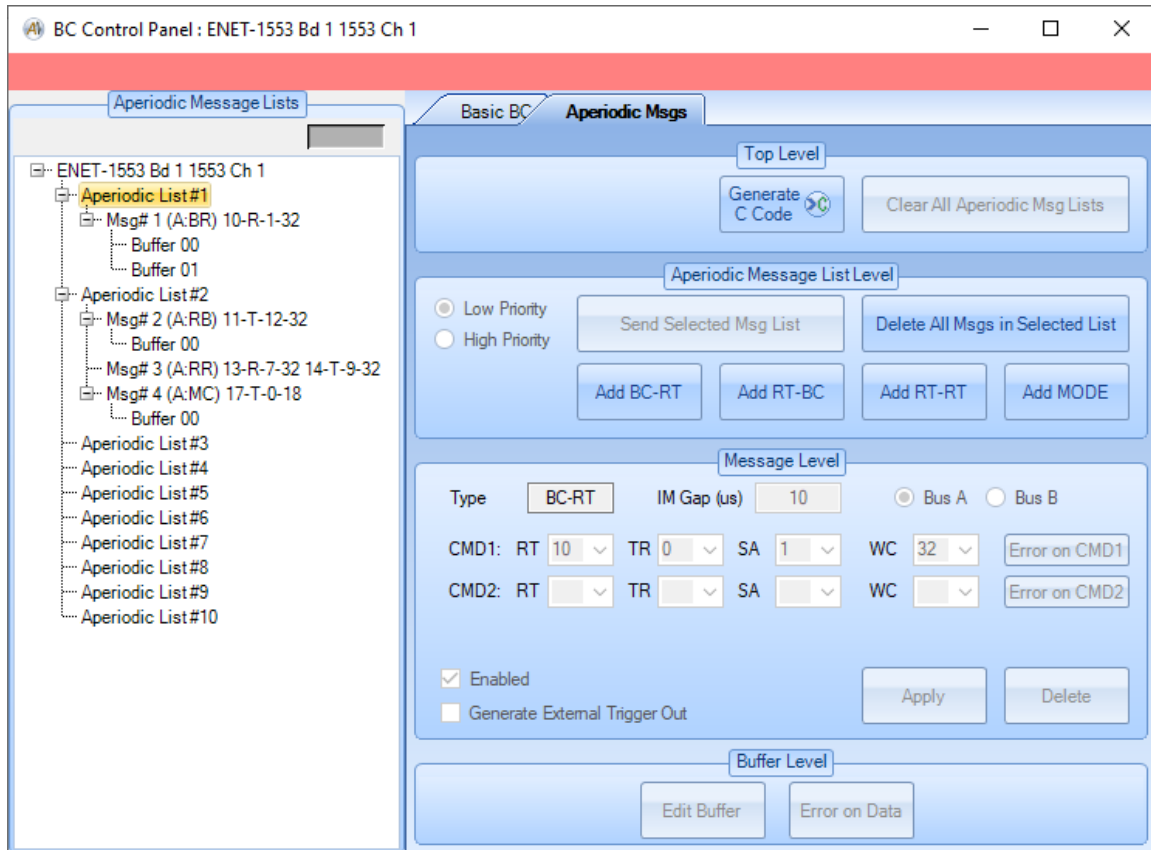 BC Control Panel : ENET-1553 Bd 1 1553 Ch 1
Aperiodic Message Lists
ENET-1553 Bd 1 1553 Ch 1
Aperiodic List #1
Msg# 1 (A:BR) 10-R-1-32
Buffer 00
Buffer 01
Aperiodic List #2
Msg# 2 (A:RB) 11-T-12-32
Buffer 00
Msg# 3 (A:RR) 13-R-7-32 14-T-9-32
Msg# 4 (A:MC) 17-T-0-18
Buffer 00
Aperiodic List #3
Aperiodic List #4
Aperiodic List #5
Aperiodic List #6
Aperiodic List #7
Aperiodic List #8
Aperiodic List #9
Aperiodic List #10
Basic BC Aperiodic Msgs
Top Level
Generate
C Code
Clear All Aperiodic Msg Lists
Aperiodic Message List Level
Low Priority
High Priority
Send Selected Msg List Delete All Msgs in Selected List
Add BC-RT Add RT-BC Add RT-RT Add MODE
Message Level
Type BC-RT IM Gap (us) 10 Bus A Bus B
CMD1: RT 10 TR 0 SA 1 WC 32 Error on CMD1
CMD2: RT TR SA WC Error on CMD2
Enabled
Generate External Trigger Out
Apply Delete
Buffer Level
Edit Buffer Error on Data